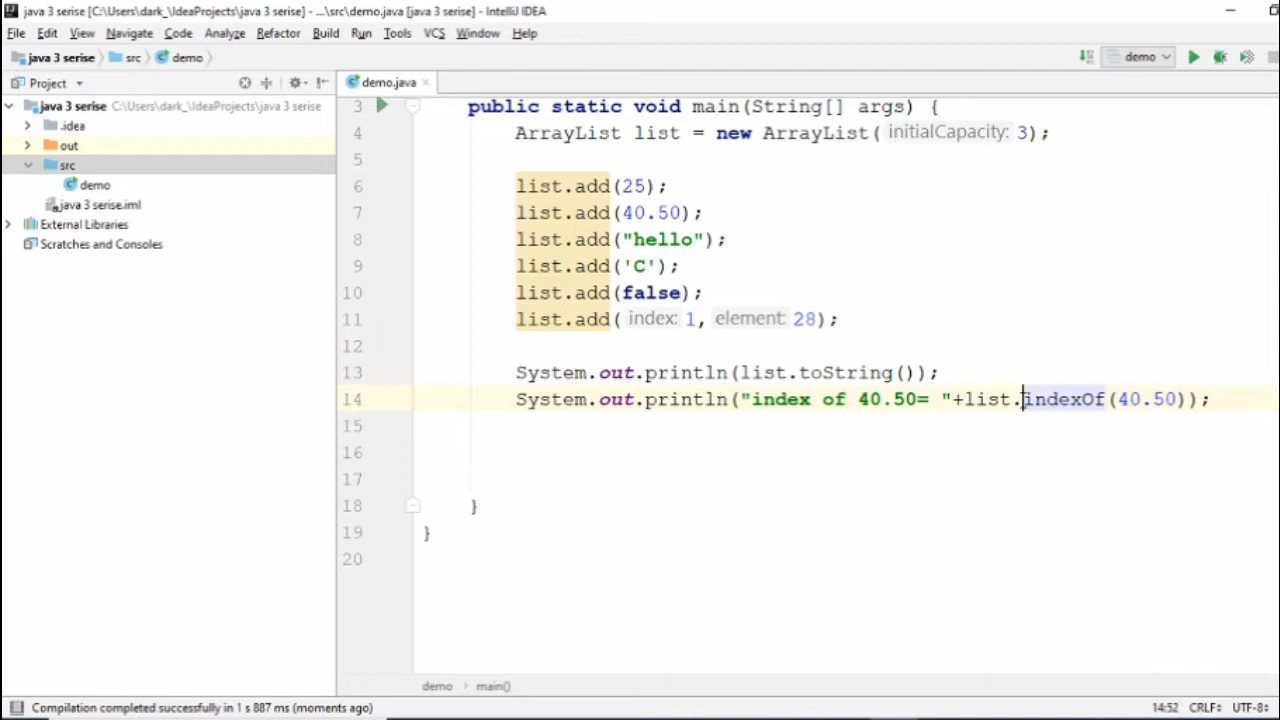 java 3 serise [C:\Users\dark_\IdeaProjects\java 3 serise] - ...\src\demo.java [java 3 serise] - IntelliJ IDEA
File Edit View Navigate Code Analyze Refactor Build Run Tools VCS Window Help
java 3 serise src demo demo
Project demo.java
java 3 serise C:\Users\dark_\IdeaProjects\java 3 serise
.idea
out
src
demo
java 3 serise.iml
External Libraries
Scratches and Consoles
3 public static void main(String[] args) {
4 ArrayList list = new ArrayList( initialCapacity: 3);
5
6 list.add(25);
7 list.add(40.50);
8 list.add("hello");
9 list.add('C');
10 list.add(false);
11 list.add( index: 1, element: 28);
12
13 System.out.println(list.toString());
14 System.out.println("index of 40.50= "+list.indexOf(40.50));
15
16
17
18 }
19 }
20
demo main()
Compilation completed successfully in 1 s 887 ms (moments ago) 14:52 CRLF UTF-8